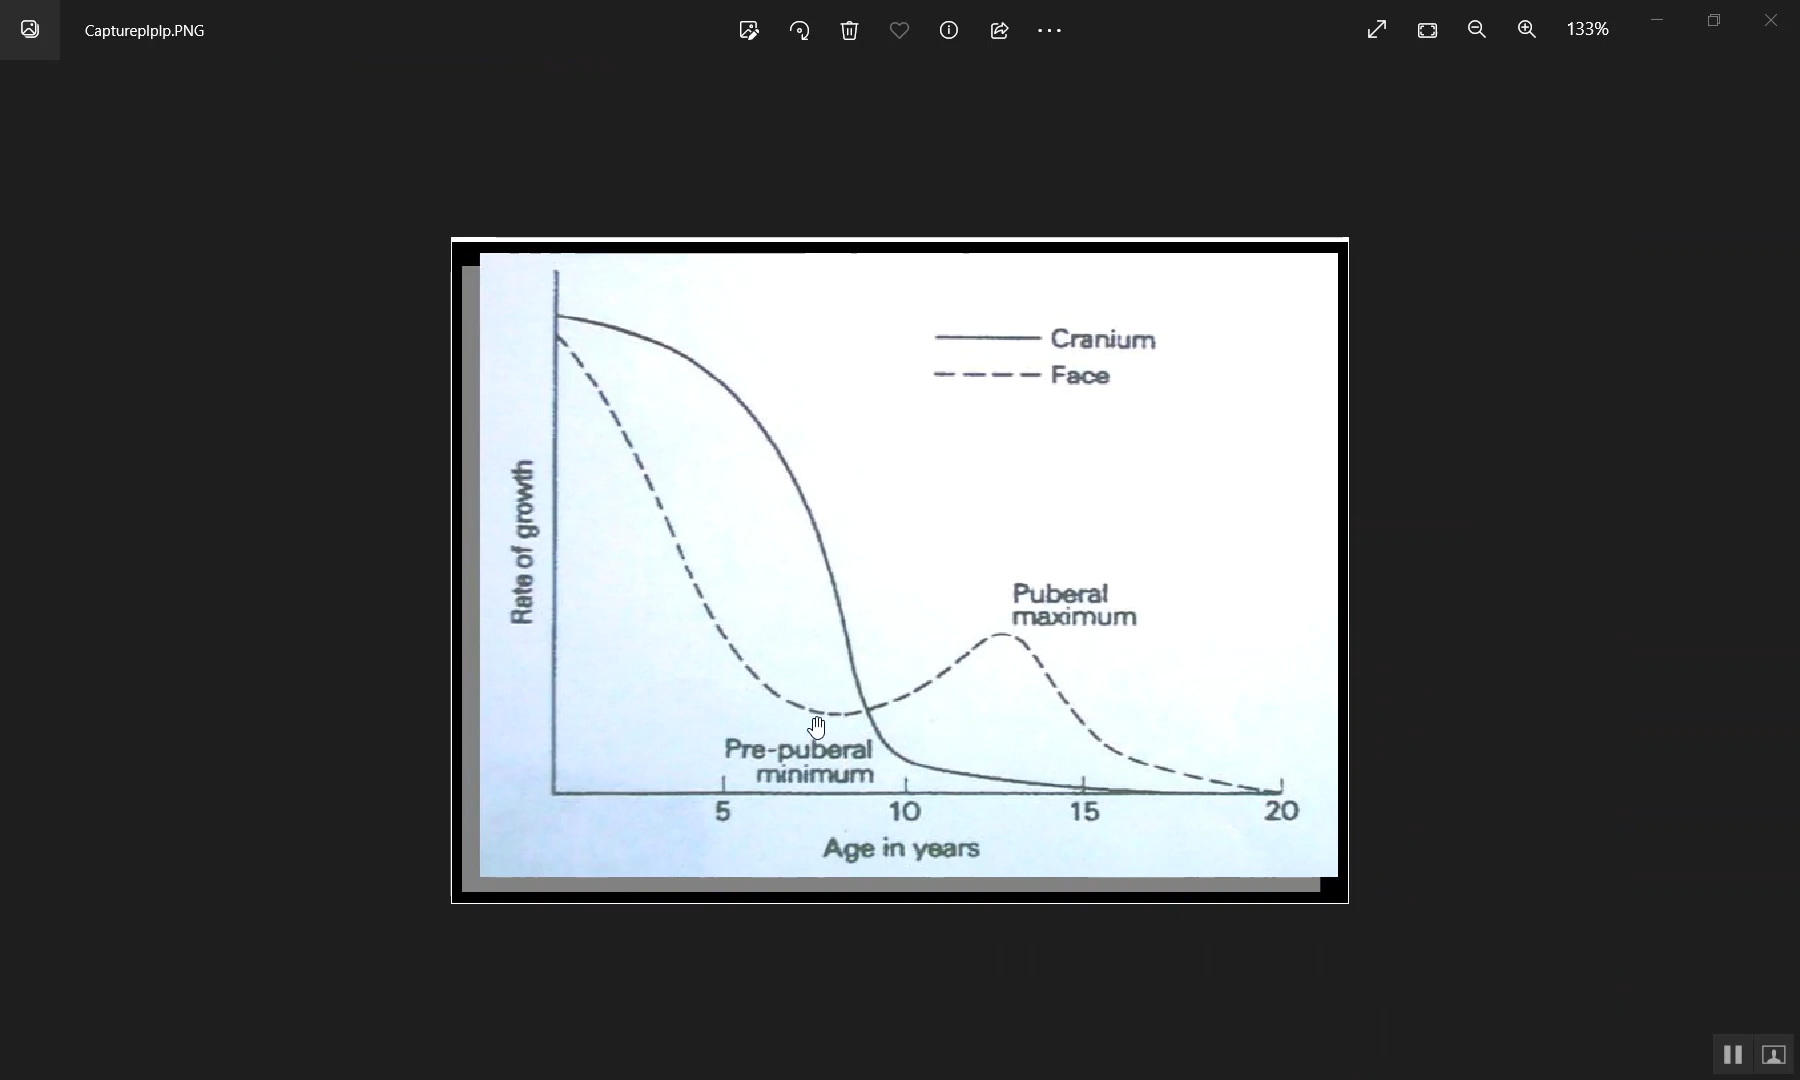 Captureplplp.PNG
133%
Cranium
Face
Rate of growth
Puberal
maximum
Pre-puberal
minimum
5 10 15 20
Age in years